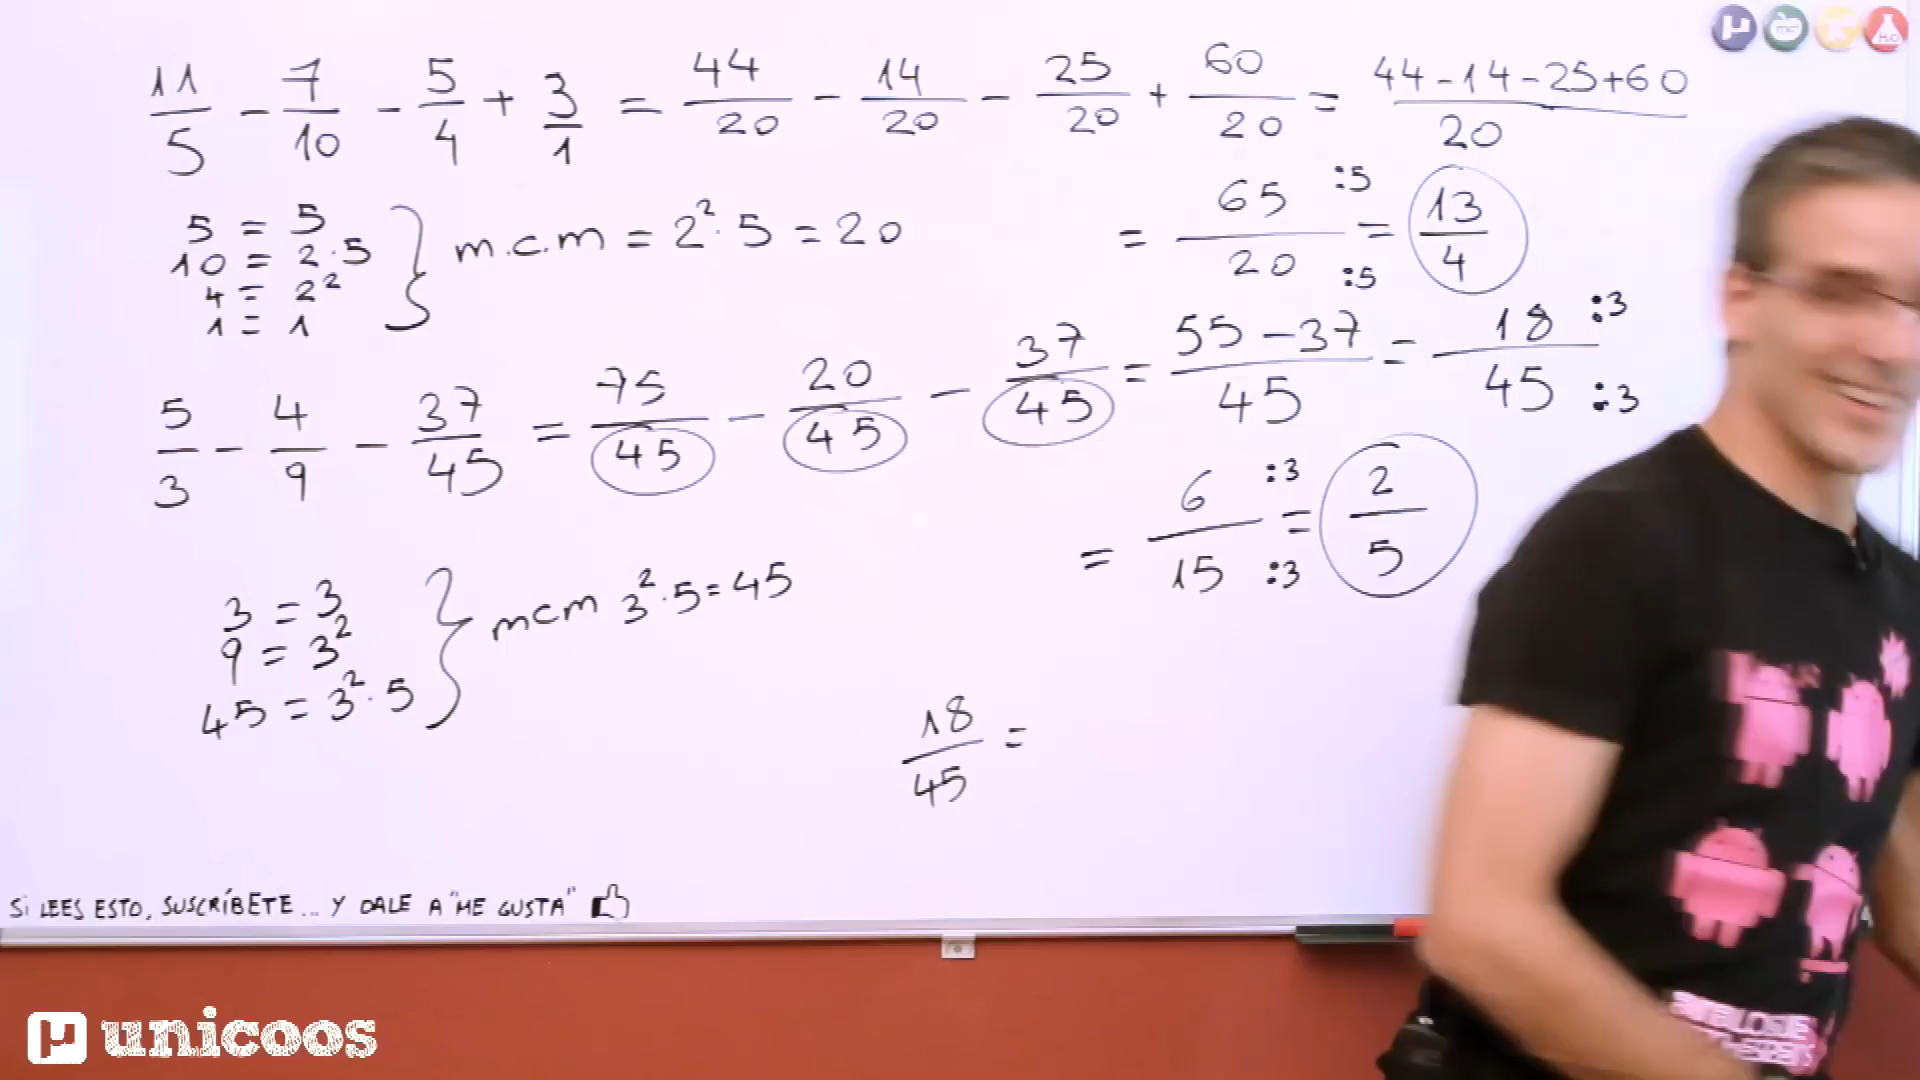 11/5 - 7/10 - 5/4 + 3/1 = 44/20 - 14/20 - 25/20 + 60/20 = 44-14-25+60/20
5 = 5
10 = 2·5
4 = 2²
1 = 1
m.c.m = 2²·5 = 20
= 65/20 :5 :5 = 13/4
5/3 - 4/9 - 37/45 = 75/45 - 20/45 - 37/45 = 55-37/45 = 18/45 :3 :3
= 6/15 :3 :3 = 2/5
3 = 3
9 = 3²
45 = 3²·5
mcm 3²·5=45
18/45 =
SI LEES ESTO, SUSCRÍBETE... Y DALE A "ME GUSTA"
µ unicoos